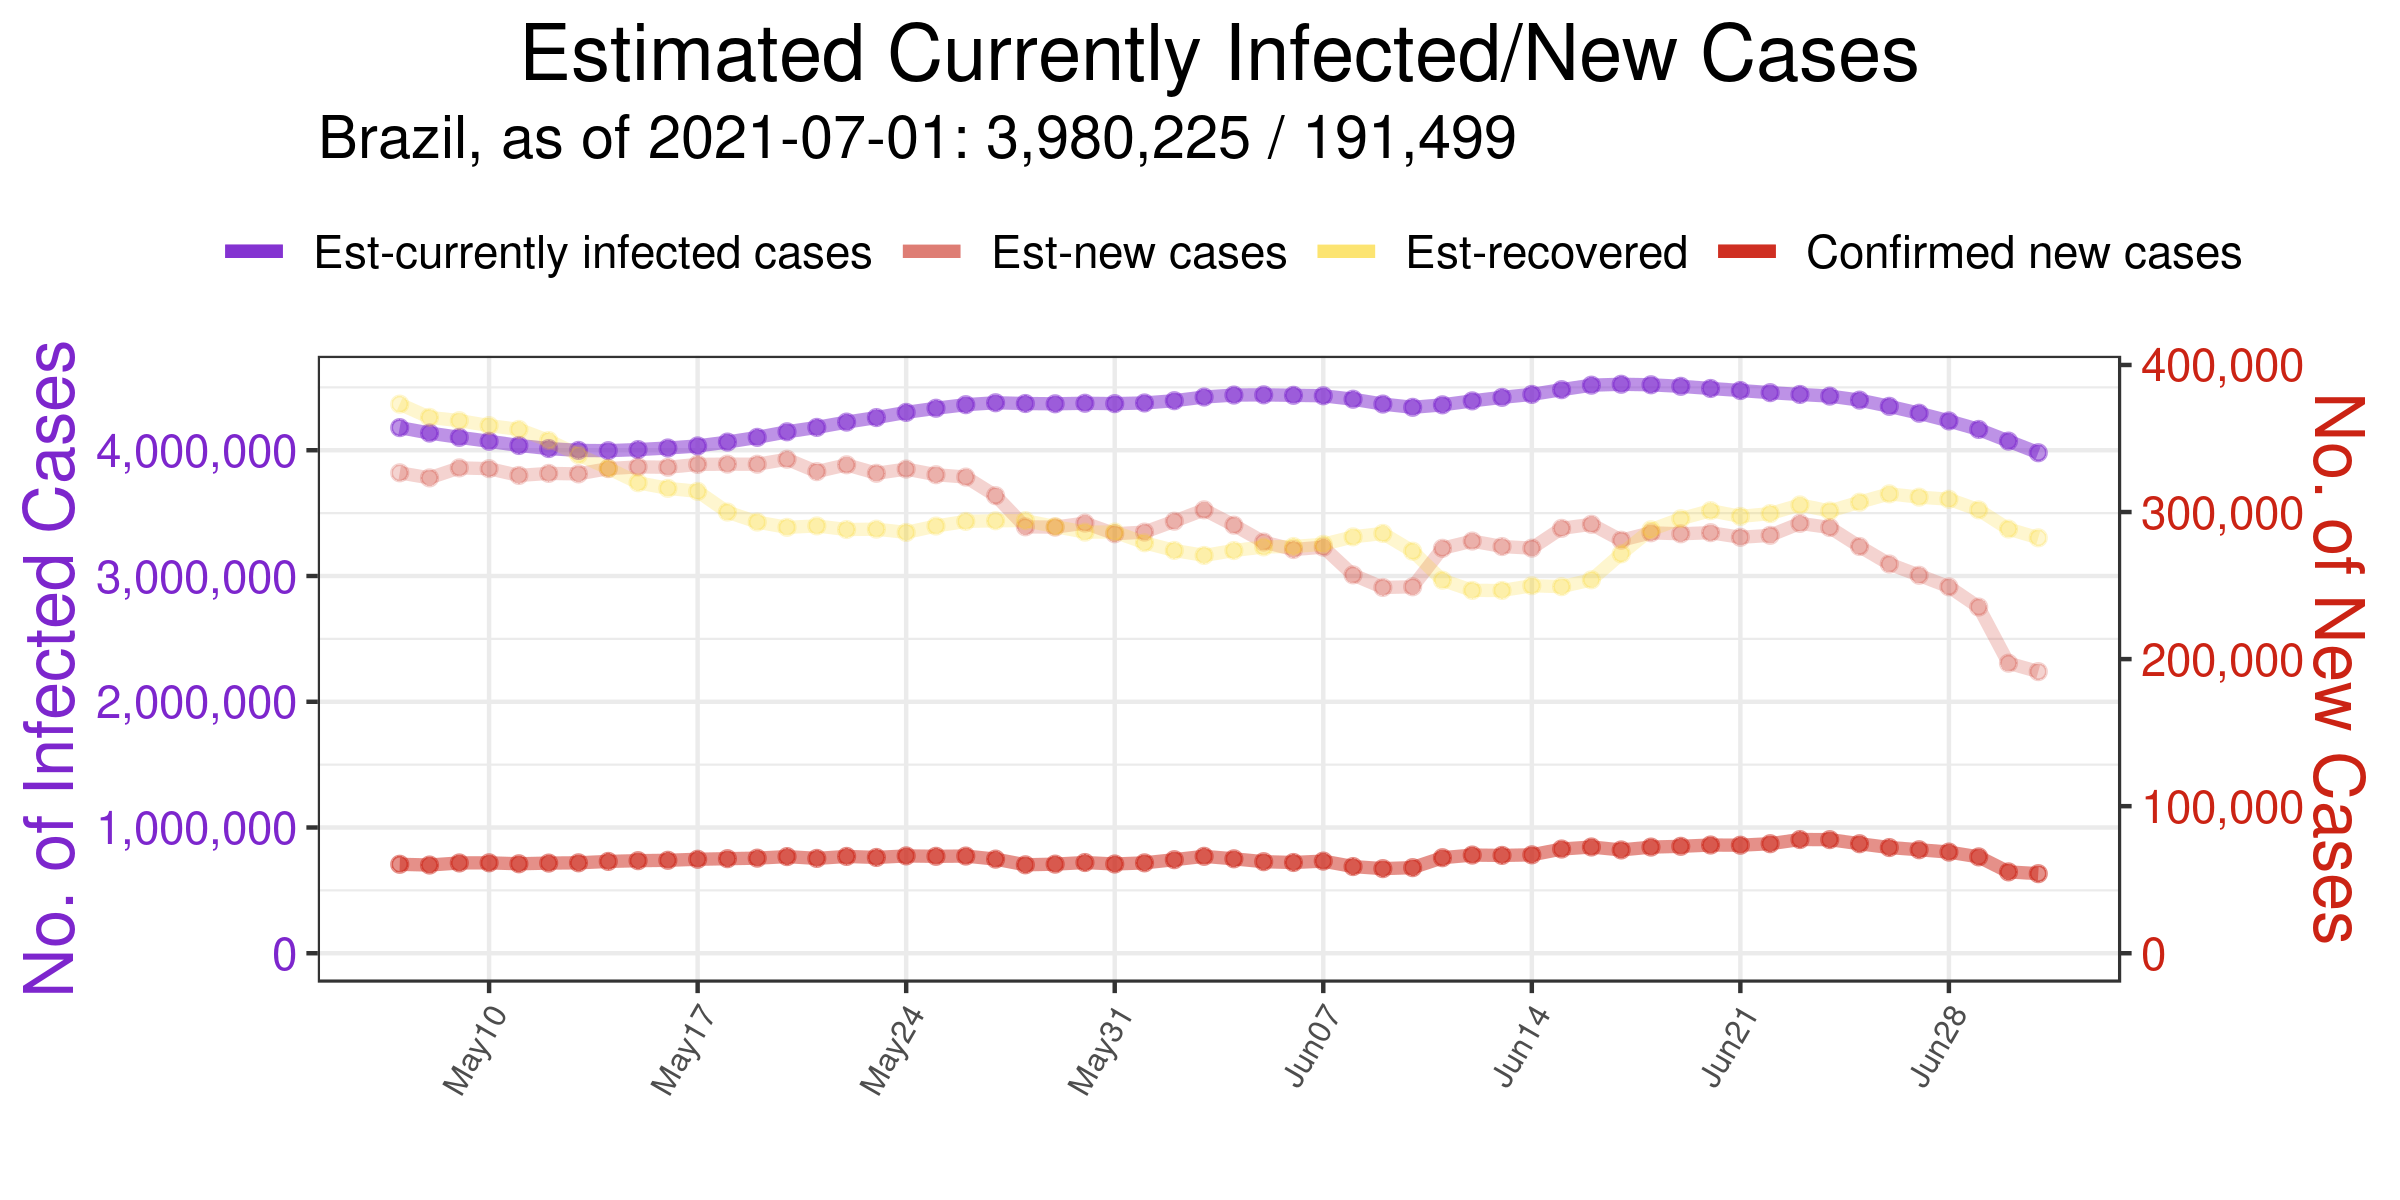 Estimated Currently Infected/New Cases
Brazil, as of 2021-07-01: 3,980,225 / 191,499
Est-currently infected cases Est-new cases Est-recovered Confirmed new cases
No. of Infected Cases
4,000,000
3,000,000
2,000,000
1,000,000
0
400,000
300,000
200,000
100,000
0
No. of New Cases
May10 May17 May24 May31 Jun07 Jun14 Jun21 Jun28